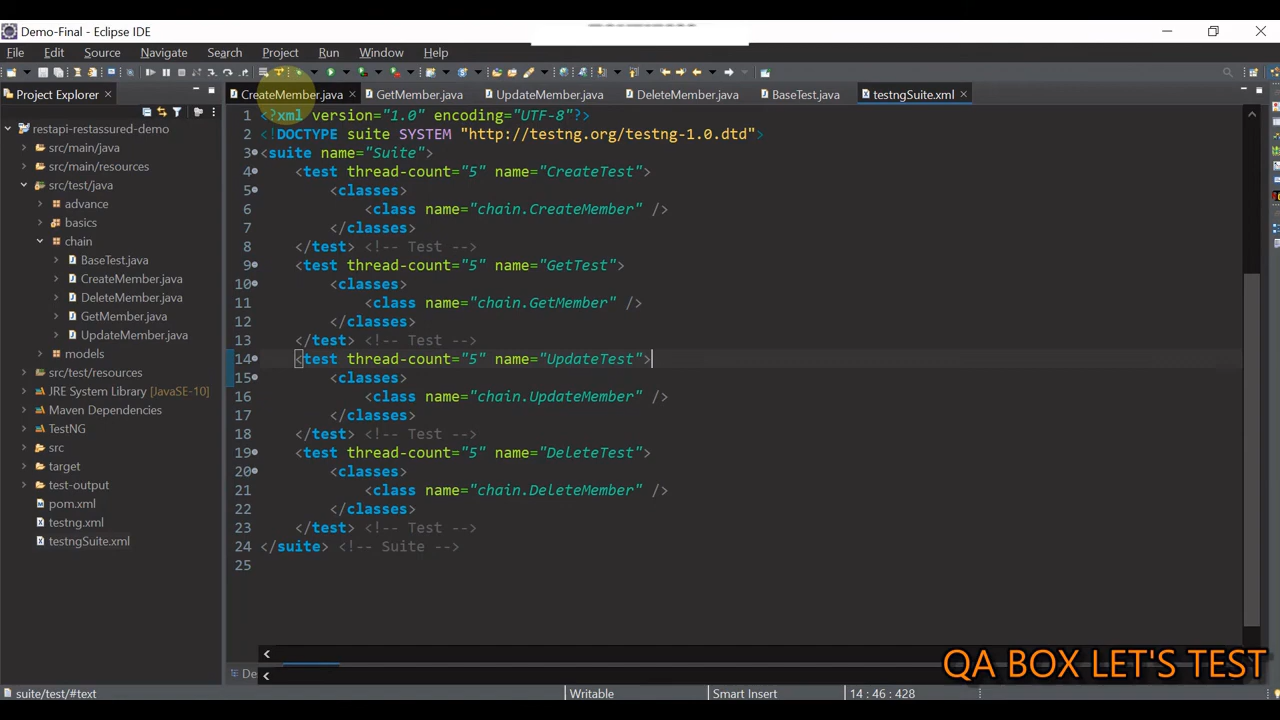 Demo-Final - Eclipse IDE
File Edit Source Navigate Search Project Run Window Help
Project Explorer
CreateMember.java GetMember.java UpdateMember.java DeleteMember.java BaseTest.java testngSuite.xml
restapi-restassured-demo
src/main/java
src/main/resources
src/test/java
advance
basics
chain
BaseTest.java
CreateMember.java
DeleteMember.java
GetMember.java
UpdateMember.java
models
src/test/resources
JRE System Library [JavaSE-10]
Maven Dependencies
TestNG
src
target
test-output
pom.xml
testng.xml
testngSuite.xml
1 <?xml version="1.0" encoding="UTF-8"?>
2 <!DOCTYPE suite SYSTEM "http://testng.org/testng-1.0.dtd">
3 <suite name="Suite">
4 <test thread-count="5" name="CreateTest">
5 <classes>
6 <class name="chain.CreateMember" />
7 </classes>
8 </test> <!-- Test -->
9 <test thread-count="5" name="GetTest">
10 <classes>
11 <class name="chain.GetMember" />
12 </classes>
13 </test> <!-- Test -->
14 <test thread-count="5" name="UpdateTest">
15 <classes>
16 <class name="chain.UpdateMember" />
17 </classes>
18 </test> <!-- Test -->
19 <test thread-count="5" name="DeleteTest">
20 <classes>
21 <class name="chain.DeleteMember" />
22 </classes>
23 </test> <!-- Test -->
24 </suite> <!-- Suite -->
25
De
QA BOX LET'S TEST
suite/test/#text Writable Smart Insert 14 : 46 : 428